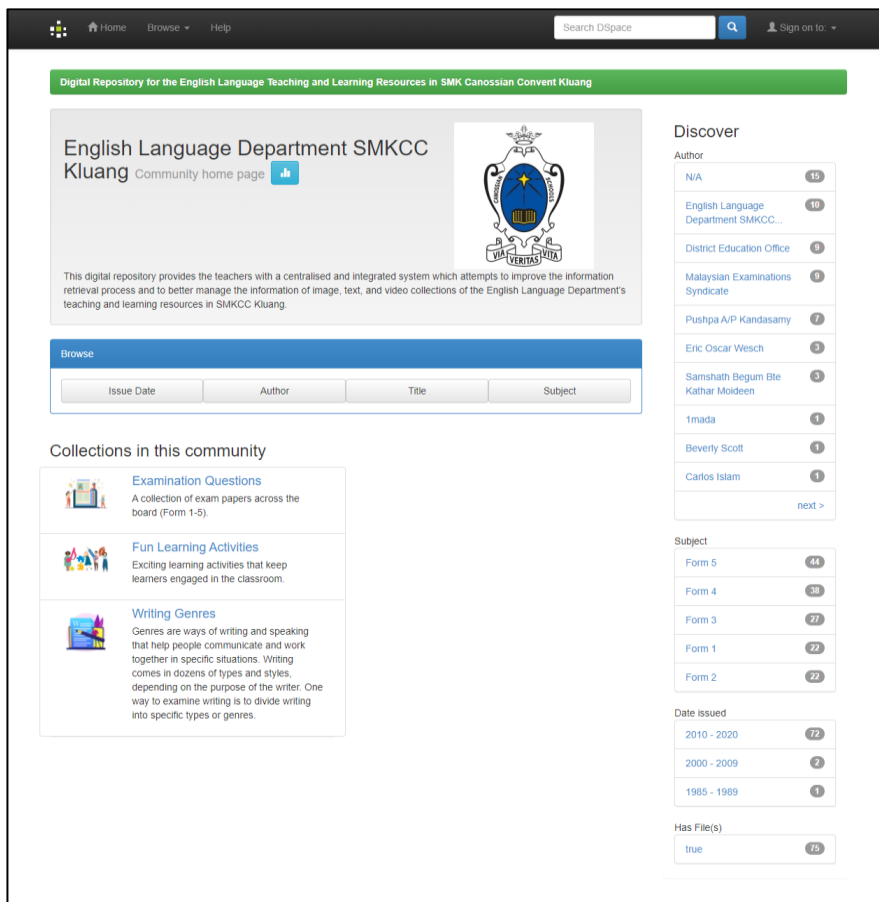 Home Browse Help Search DSpace Sign on to:
Digital Repository for the English Language Teaching and Learning Resources in SMK Canossian Convent Kluang
English Language Department SMKCC
Kluang Community home page
CANOSSIAN SCHOOLS
VIA VERITAS VITA
This digital repository provides the teachers with a centralised and integrated system which attempts to improve the information
retrieval process and to better manage the information of image, text, and video collections of the English Language Department's
teaching and learning resources in SMKCC Kluang.
Browse
Issue Date Author Title Subject
Collections in this community
Examination Questions
A collection of exam papers across the
board (Form 1-5).
Fun Learning Activities
Exciting learning activities that keep
learners engaged in the classroom.
Writing Genres
Genres are ways of writing and speaking
that help people communicate and work
together in specific situations. Writing
comes in dozens of types and styles,
depending on the purpose of the writer. One
way to examine writing is to divide writing
into specific types or genres.
Discover
Author
N/A 15
English Language 10
Department SMKCC...
District Education Office 9
Malaysian Examinations 9
Syndicate
Pushpa A/P Kandasamy 7
Eric Oscar Wesch 3
Samshath Begum Bte 3
Kathar Moideen
1mada 1
Beverly Scott 1
Carlos Islam 1
next >
Subject
Form 5 44
Form 4 38
Form 3 27
Form 1 22
Form 2 22
Date issued
2010 - 2020 72
2000 - 2009 2
1985 - 1989 1
Has File(s)
true 75